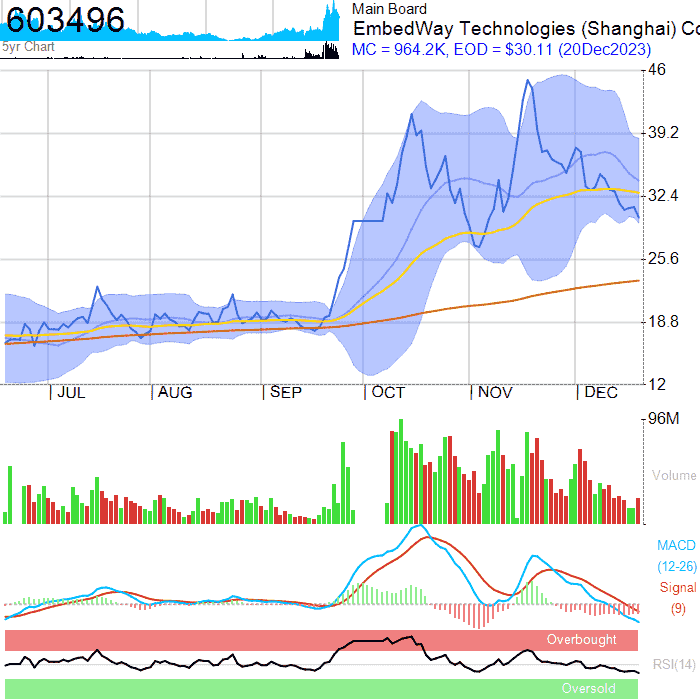 603496
5yr Chart
Main Board
EmbedWay Technologies (Shanghai) Co
MC = 964.2K, EOD = $30.11 (20Dec2023)
46
39.2
32.4
25.6
18.8
12
JUL AUG SEP OCT NOV DEC
96M
Volume
MACD
(12-26)
Signal
(9)
Overbought
RSI(14)
Oversold